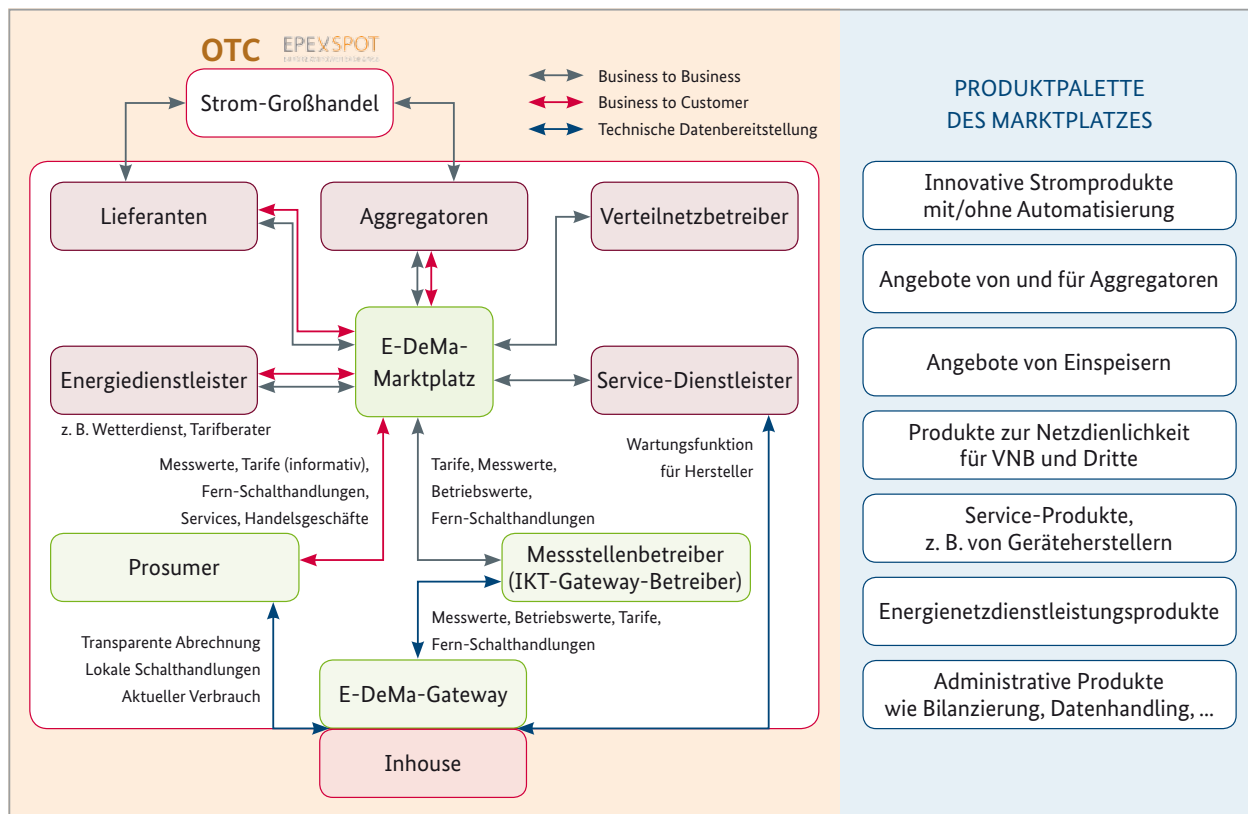 OTC
EPEXSPOT
Strom-Großhandel
Business to Business
Business to Customer
Technische Datenbereitstellung
Lieferanten
Aggregatoren
Verteilnetzbetreiber
E-DeMa-
Marktplatz
Energiedienstleister
z. B. Wetterdienst, Tarifberater
Service-Dienstleister
Wartungsfunktion
für Hersteller
Messwerte, Tarife (informativ),
Fern-Schalthandlungen,
Services, Handelsgeschäfte
Tarife, Messwerte,
Betriebswerte,
Fern-Schalthandlungen
Prosumer
Messstellenbetreiber
(IKT-Gateway-Betreiber)
Transparente Abrechnung
Lokale Schalthandlungen
Aktueller Verbrauch
Messwerte, Betriebswerte, Tarife,
Fern-Schalthandlungen
E-DeMa-Gateway
Inhouse
PRODUKTPALETTE
DES MARKTPLATZES
Innovative Stromprodukte
mit/ohne Automatisierung
Angebote von und für Aggregatoren
Angebote von Einspeisern
Produkte zur Netzdienlichkeit
für VNB und Dritte
Service-Produkte,
z. B. von Geräteherstellern
Energienetzdienstleistungsprodukte
Administrative Produkte
wie Bilanzierung, Datenhandling, ...